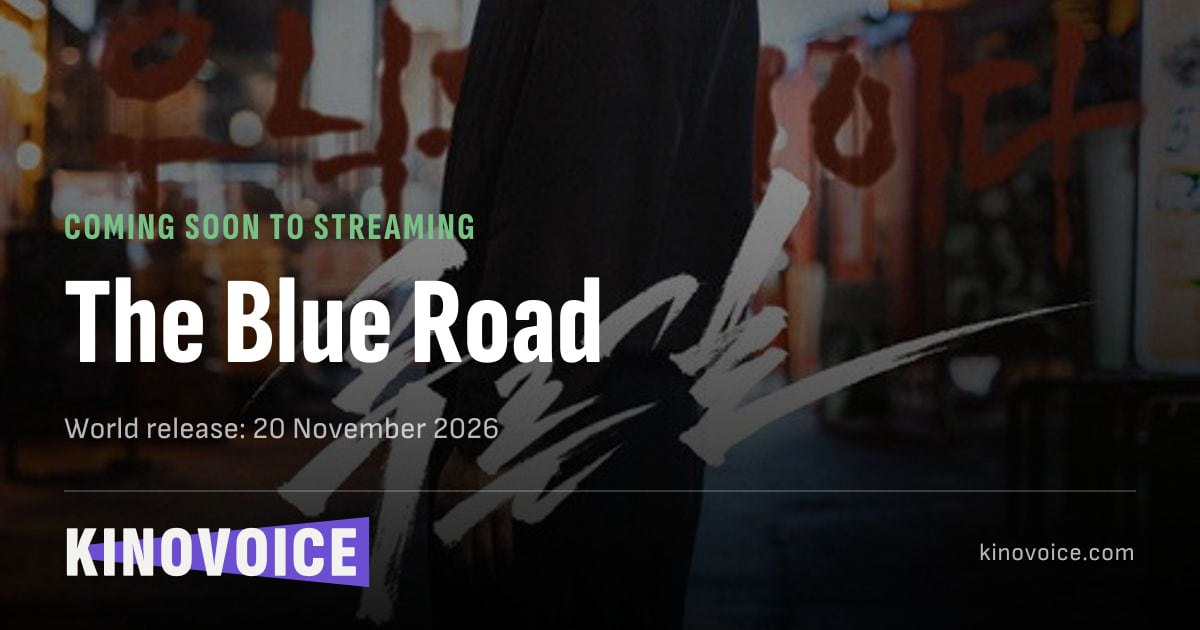 COMING SOON TO STREAMING
The Blue Road
World release: 20 November 2026
KINOVOICE
kinovoice.com